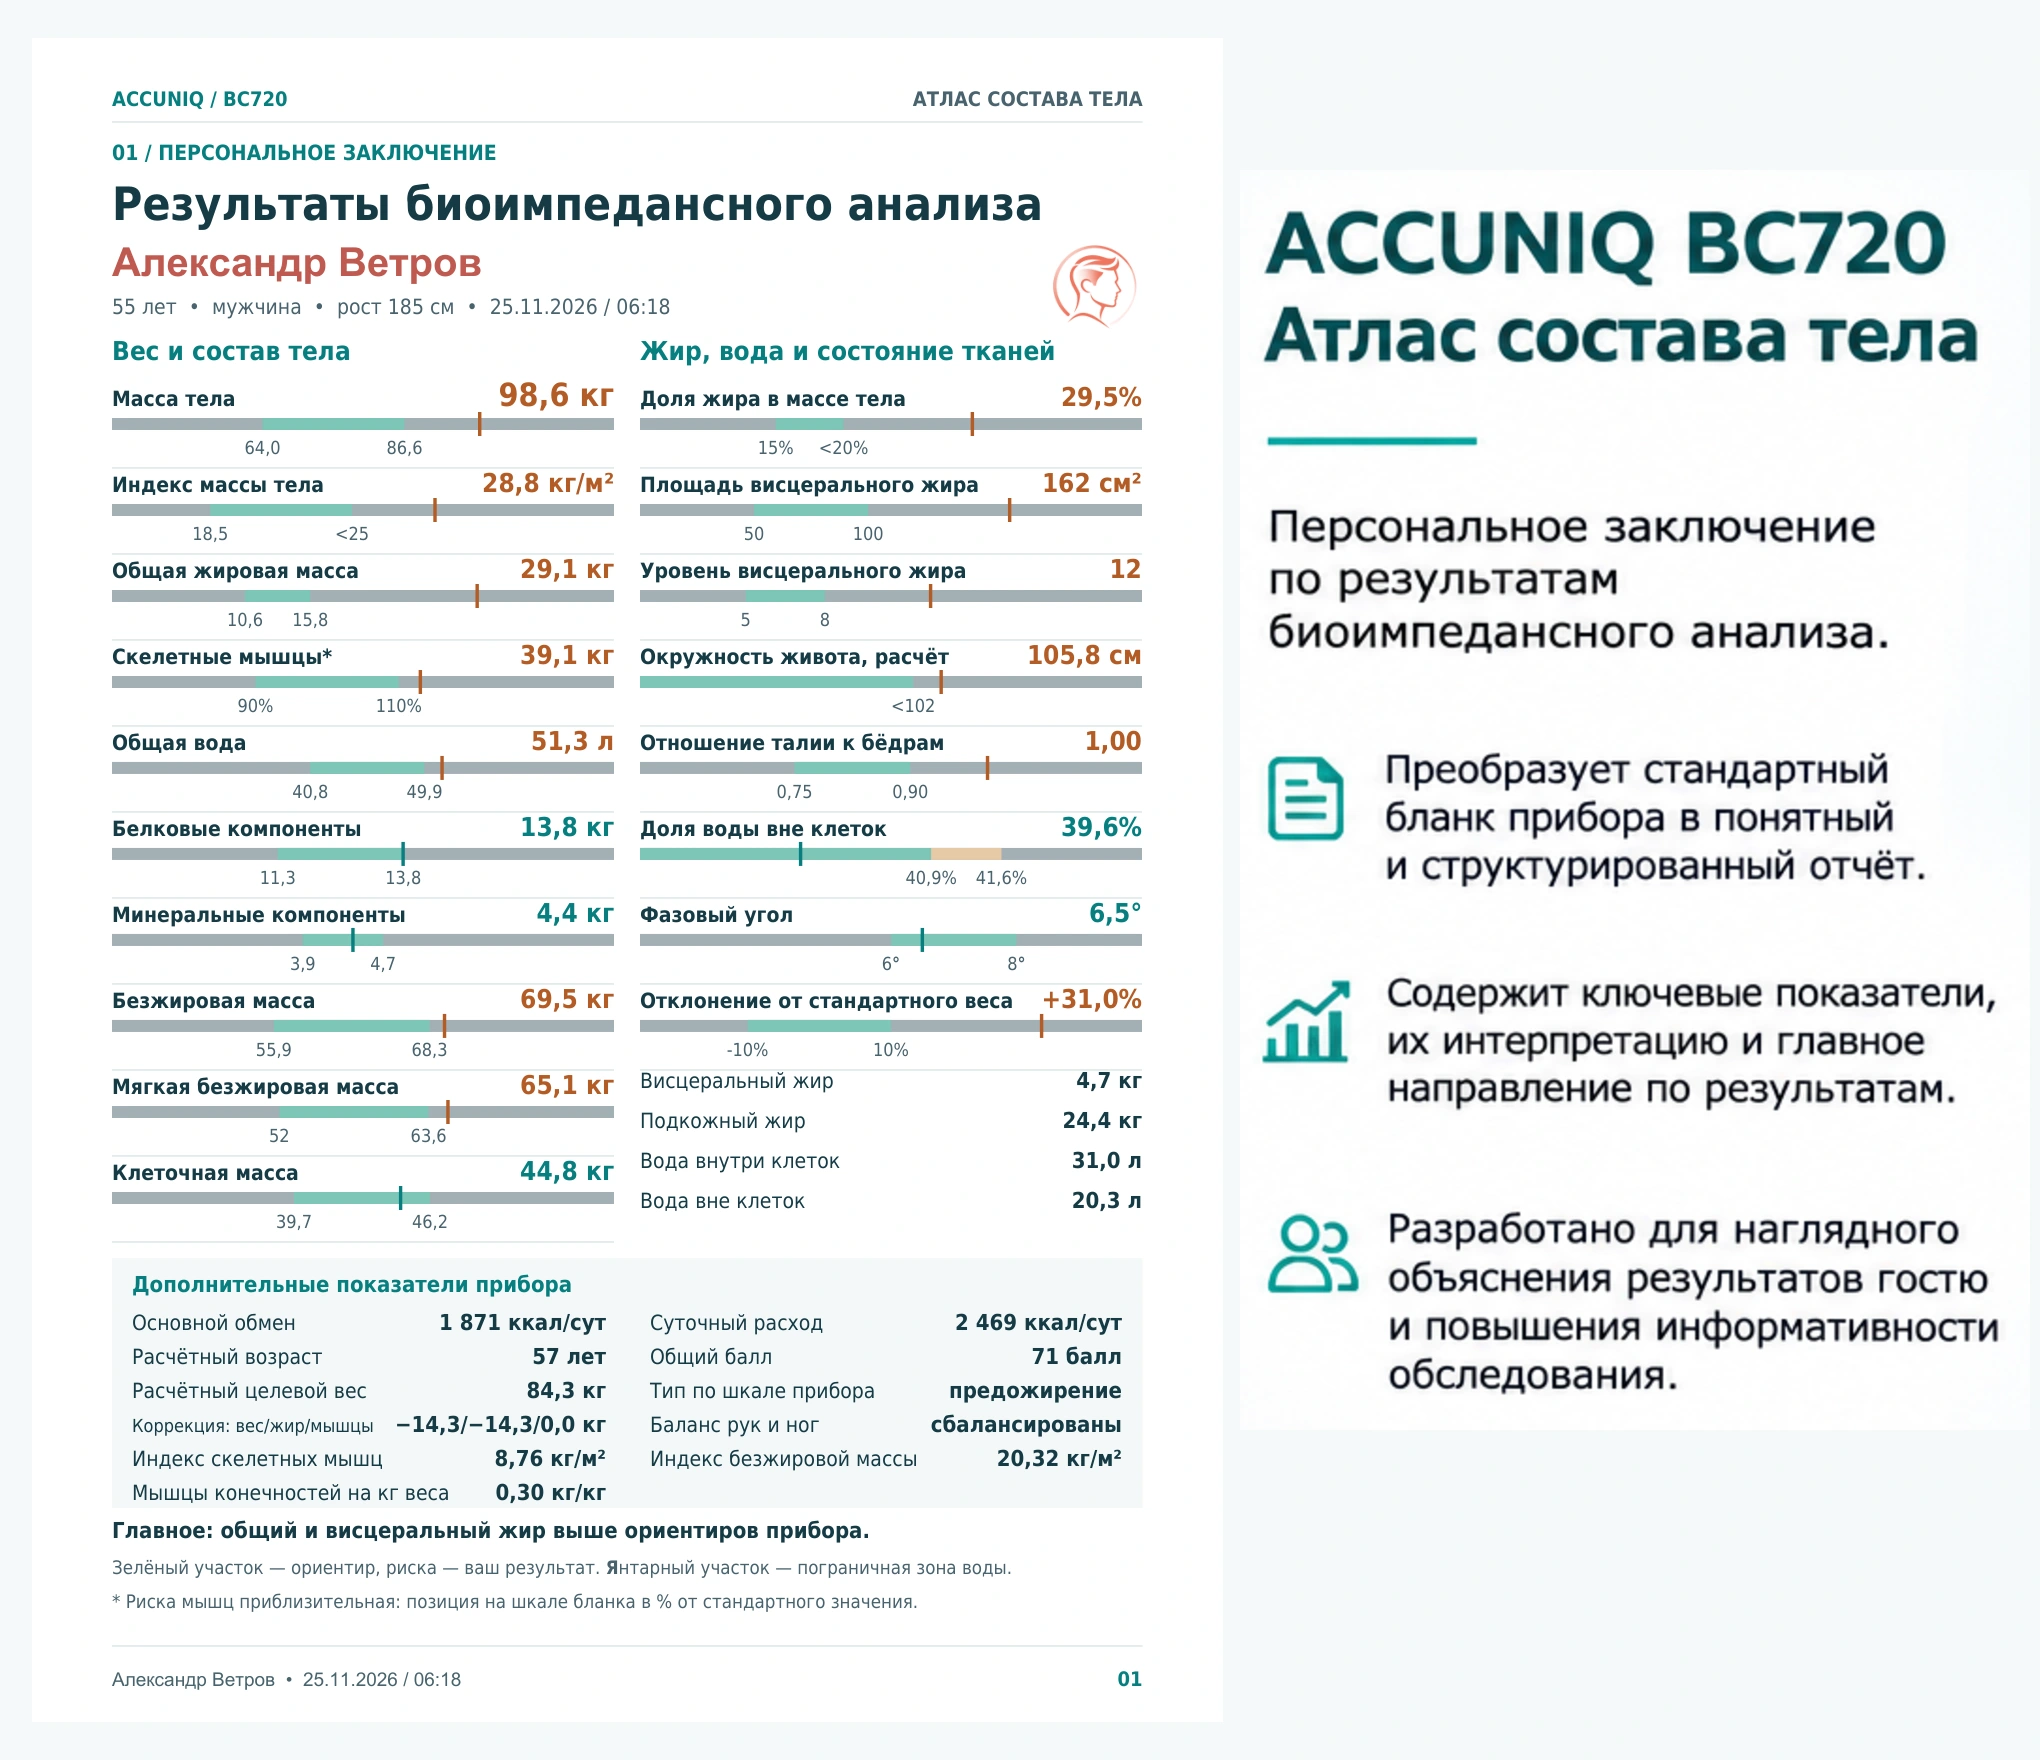 ACCUNIQ / BC720
АТЛАС СОСТАВА ТЕЛА
01 / ПЕРСОНАЛЬНОЕ ЗАКЛЮЧЕНИЕ
Результаты биоимпедансного анализа
Александр Ветров
55 лет • мужчина • рост 185 см • 25.11.2026 / 06:18
Вес и состав тела
Масса тела 98,6 кг
64,0 86,6
Индекс массы тела 28,8 кг/м²
18,5 <25
Общая жировая масса 29,1 кг
10,6 15,8
Скелетные мышцы* 39,1 кг
90% 110%
Общая вода 51,3 л
40,8 49,9
Белковые компоненты 13,8 кг
11,3 13,8
Минеральные компоненты 4,4 кг
3,9 4,7
Безжировая масса 69,5 кг
55,9 68,3
Мягкая безжировая масса 65,1 кг
52 63,6
Клеточная масса 44,8 кг
39,7 46,2
Жир, вода и состояние тканей
Доля жира в массе тела 29,5%
15% <20%
Площадь висцерального жира 162 см²
50 100
Уровень висцерального жира 12
5 8
Окружность живота, расчёт 105,8 см
<102
Отношение талии к бёдрам 1,00
0,75 0,90
Доля воды вне клеток 39,6%
40,9% 41,6%
Фазовый угол 6,5°
6° 8°
Отклонение от стандартного веса +31,0%
-10% 10%
Висцеральный жир 4,7 кг
Подкожный жир 24,4 кг
Вода внутри клеток 31,0 л
Вода вне клеток 20,3 л
Дополнительные показатели прибора
Основной обмен 1 871 ккал/сут
Расчётный возраст 57 лет
Расчётный целевой вес 84,3 кг
Коррекция: вес/жир/мышцы −14,3/−14,3/0,0 кг
Индекс скелетных мышц 8,76 кг/м²
Мышцы конечностей на кг веса 0,30 кг/кг
Суточный расход 2 469 ккал/сут
Общий балл 71 балл
Тип по шкале прибора предожирение
Баланс рук и ног сбалансированы
Индекс безжировой массы 20,32 кг/м²
Главное: общий и висцеральный жир выше ориентиров прибора.
Зелёный участок — ориентир, риска — ваш результат. Янтарный участок — пограничная зона воды.
* Риска мышц приблизительная: позиция на шкале бланка в % от стандартного значения.
Александр Ветров • 25.11.2026 / 06:18
01
ACCUNIQ BC720
Атлас состава тела
Персональное заключение
по результатам
биоимпедансного анализа.
Преобразует стандартный
бланк прибора в понятный
и структурированный отчёт.
Содержит ключевые показатели,
их интерпретацию и главное
направление по результатам.
Разработано для наглядного
объяснения результатов гостю
и повышения информативности
обследования.